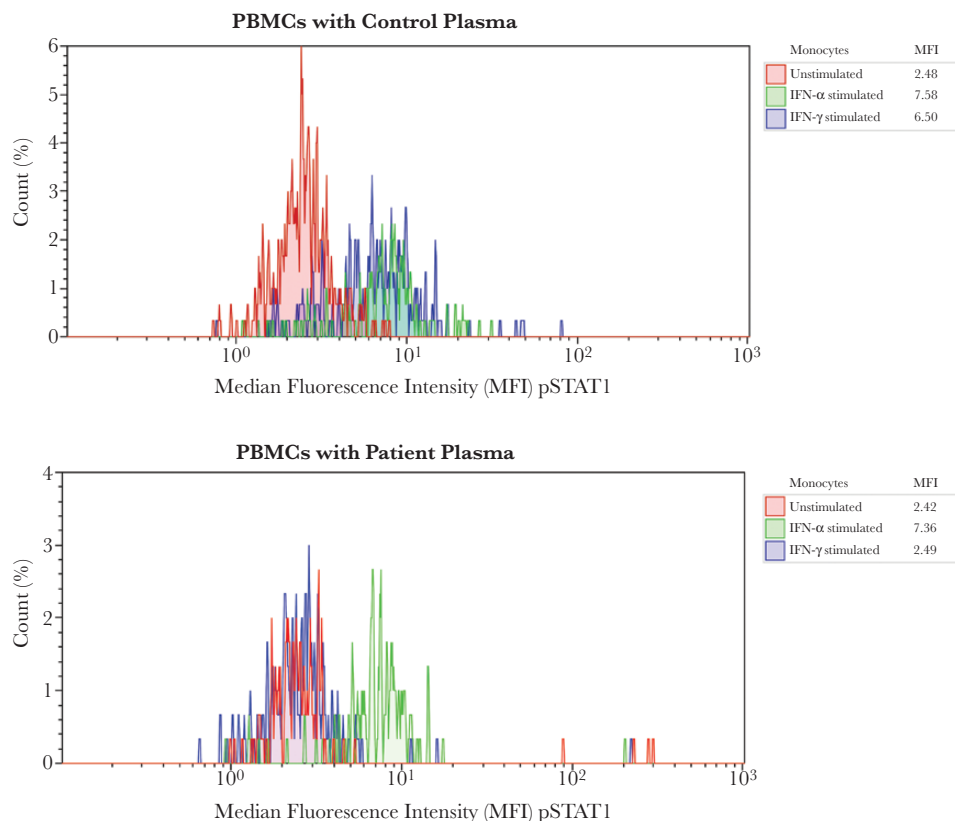 PBMCs with Control Plasma
6
5
4
3
2
1
0
Count (%)
10⁰
10¹
10²
10³
Median Fluorescence Intensity (MFI) pSTAT1
Monocytes MFI
Unstimulated 2.48
IFN-α stimulated 7.58
IFN-γ stimulated 6.50
PBMCs with Patient Plasma
4
3
2
1
0
Count (%)
10⁰
10¹
10²
10³
Median Fluorescence Intensity (MFI) pSTAT1
Monocytes MFI
Unstimulated 2.42
IFN-α stimulated 7.36
IFN-γ stimulated 2.49